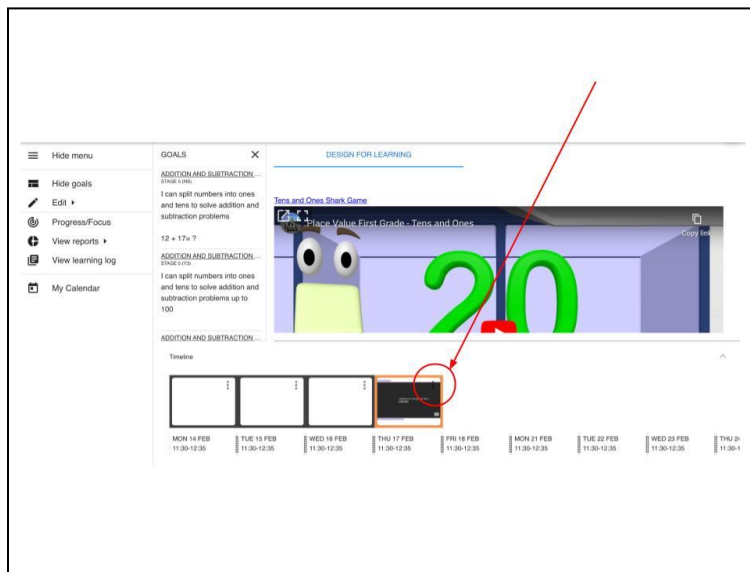 Hide menu
Hide goals
Edit
Progress/Focus
View reports
View learning log
My Calendar
GOALS
ADDITION AND SUBTRACTION ...
STAGE 5 (N5)
I can split numbers into ones
and tens to solve addition and
subtraction problems
12 + 17= ?
ADDITION AND SUBTRACTION ...
STAGE 5 (Y3)
I can split numbers into ones
and tens to solve addition and
subtraction problems up to
100
ADDITION AND SUBTRACTION ...
DESIGN FOR LEARNING
Tens and Ones Shark Game
Place Value First Grade - Tens and Ones
Copy link
20
Timeline
MON 14 FEB
11:30-12:35
TUE 15 FEB
11:30-12:35
WED 16 FEB
11:30-12:35
THU 17 FEB
11:30-12:35
FRI 18 FEB
11:30-12:35
MON 21 FEB
11:30-12:35
TUE 22 FEB
11:30-12:35
WED 23 FEB
11:30-12:35